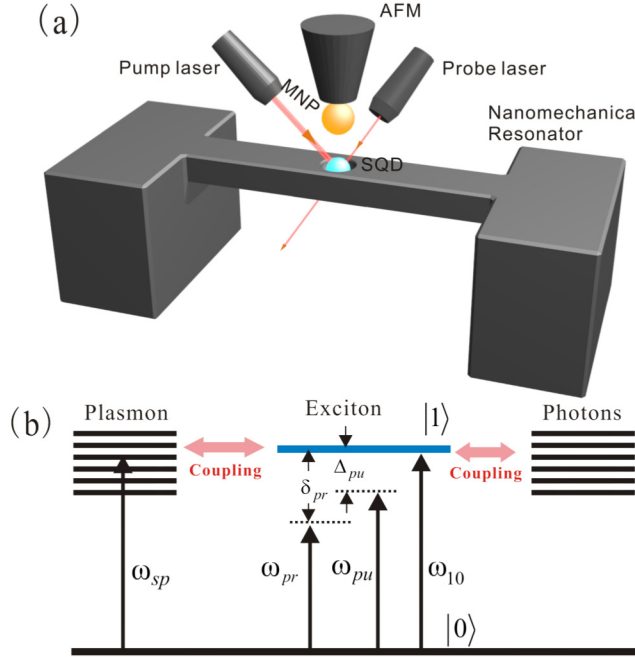 (a)
AFM
Pump laser
MNP
Probe laser
Nanomechanica
Resonator
SQD
(b)
Plasmon
Exciton
|1⟩
Photons
Coupling
Δpu
Coupling
δpr
ωsp
ωpr
ωpu
ω10
|0⟩